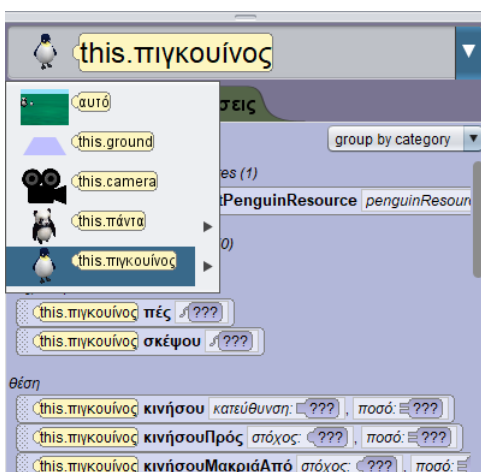 this.πιγκουίνος
αυτό
σεις
this.ground
group by category
this.camera
es (1)
tPenguinResource penguinResour
this.πάντα
0)
this.πιγκουίνος
this.πιγκουίνος πές ???
this.πιγκουίνος σκέψου ???
θέση
this.πιγκουίνος κινήσου κατεύθυνση: ??? , ποσό: ???
this.πιγκουίνος κινήσουΠρός στόχος: ??? , ποσό: ???
this.πιγκουίνος κινήσουΜακριάΑπό στόχος: ??? , ποσό: